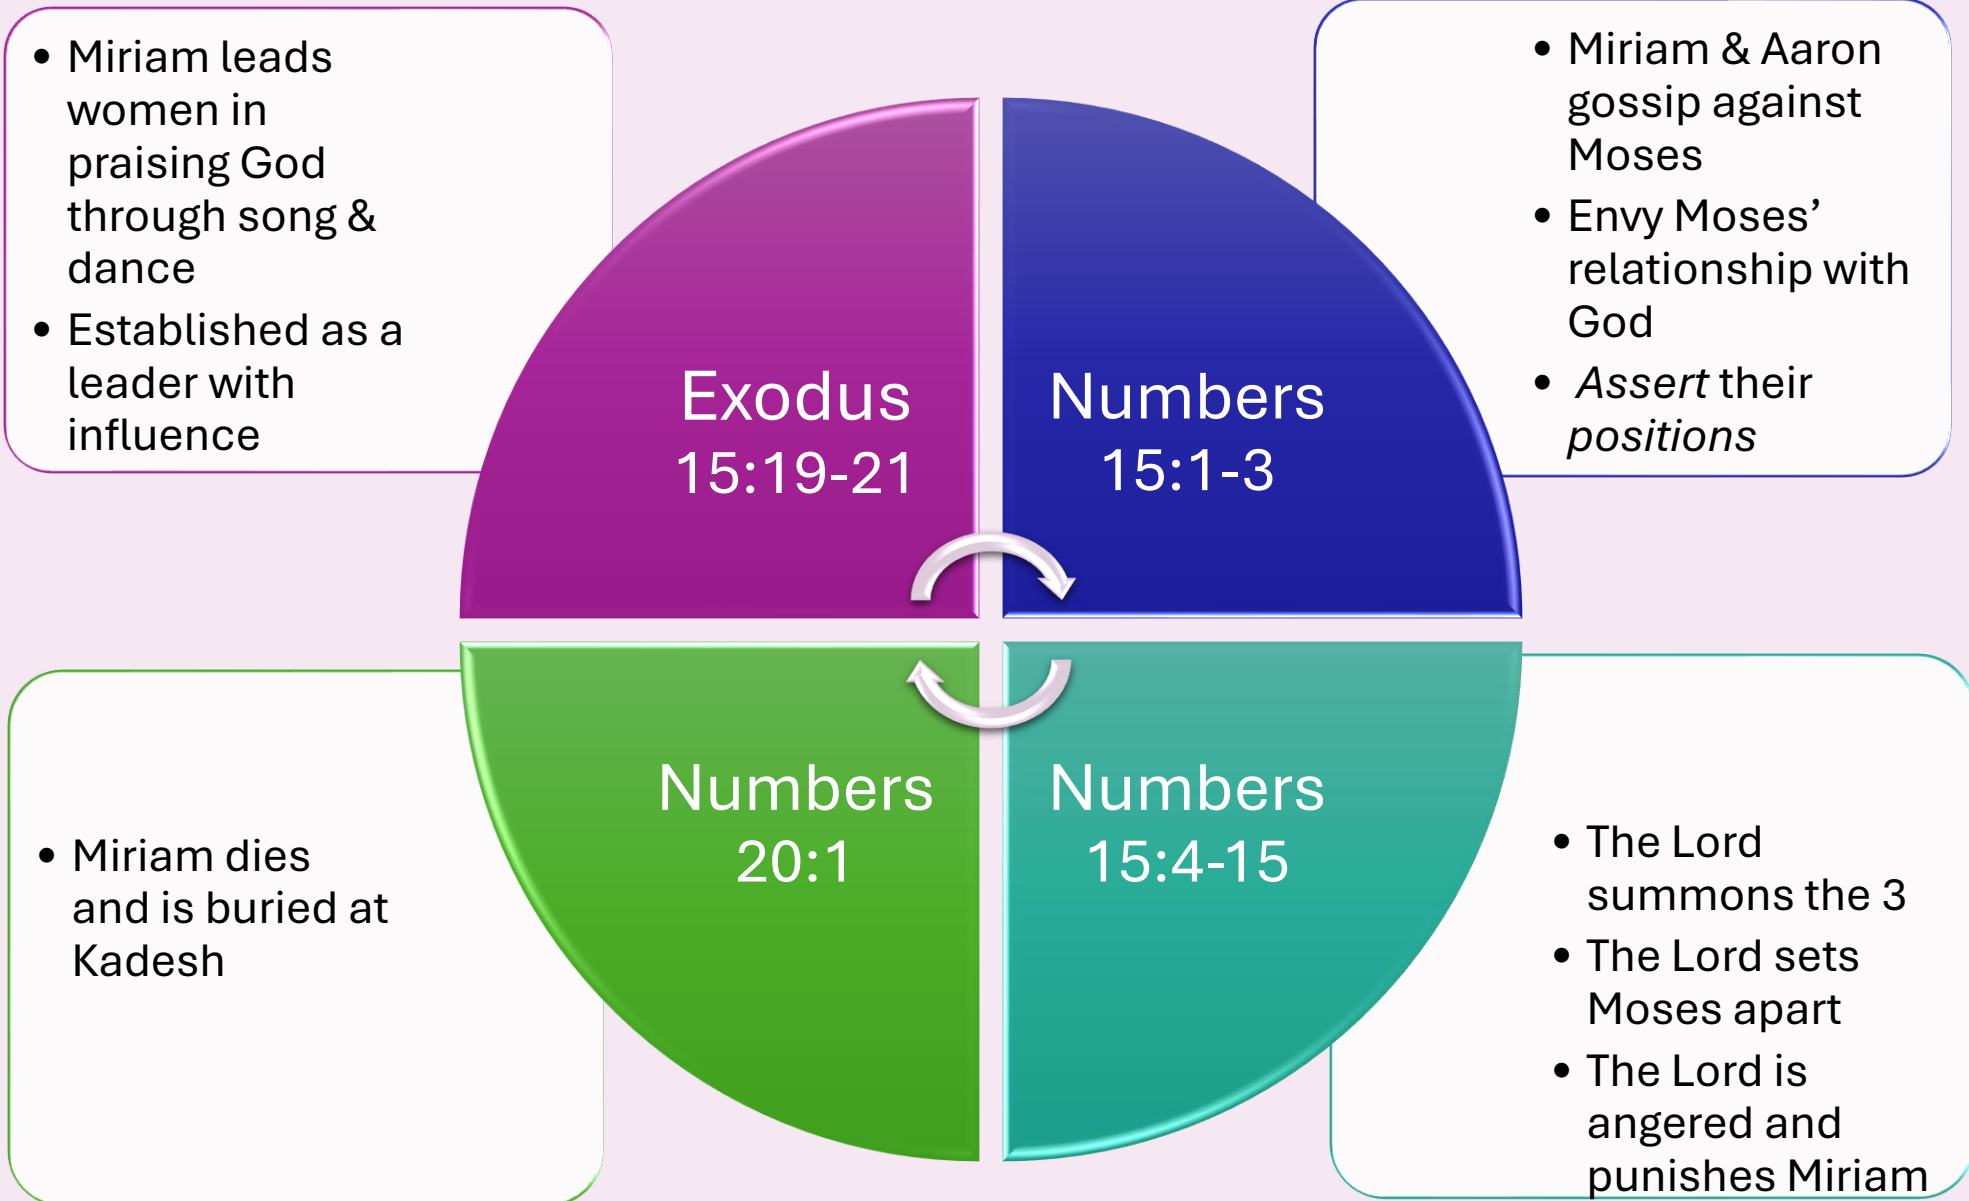 • Miriam leads
women in
praising God
through song &
dance
• Established as a
leader with
influence
Exodus
15:19-21
Numbers
15:1-3
• Miriam & Aaron
gossip against
Moses
• Envy Moses’
relationship with
God
• Assert their
positions
• Miriam dies
and is buried at
Kadesh
Numbers
20:1
Numbers
15:4-15
• The Lord
summons the 3
• The Lord sets
Moses apart
• The Lord is
angered and
punishes Miriam